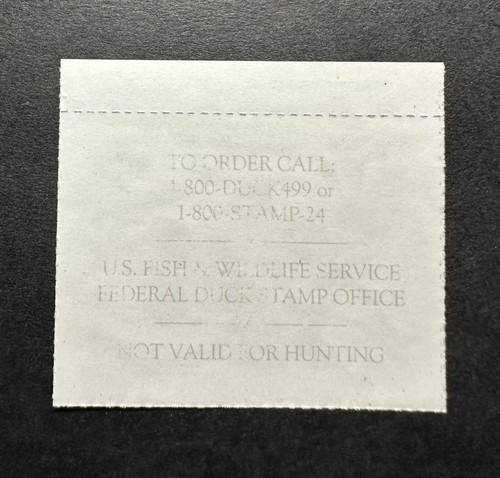 TO ORDER CALL:
1-800-DUCK499 or
1-800-STAMP-24
U.S. FISH & WILDLIFE SERVICE
FEDERAL DUCK STAMP OFFICE
NOT VALID FOR HUNTING